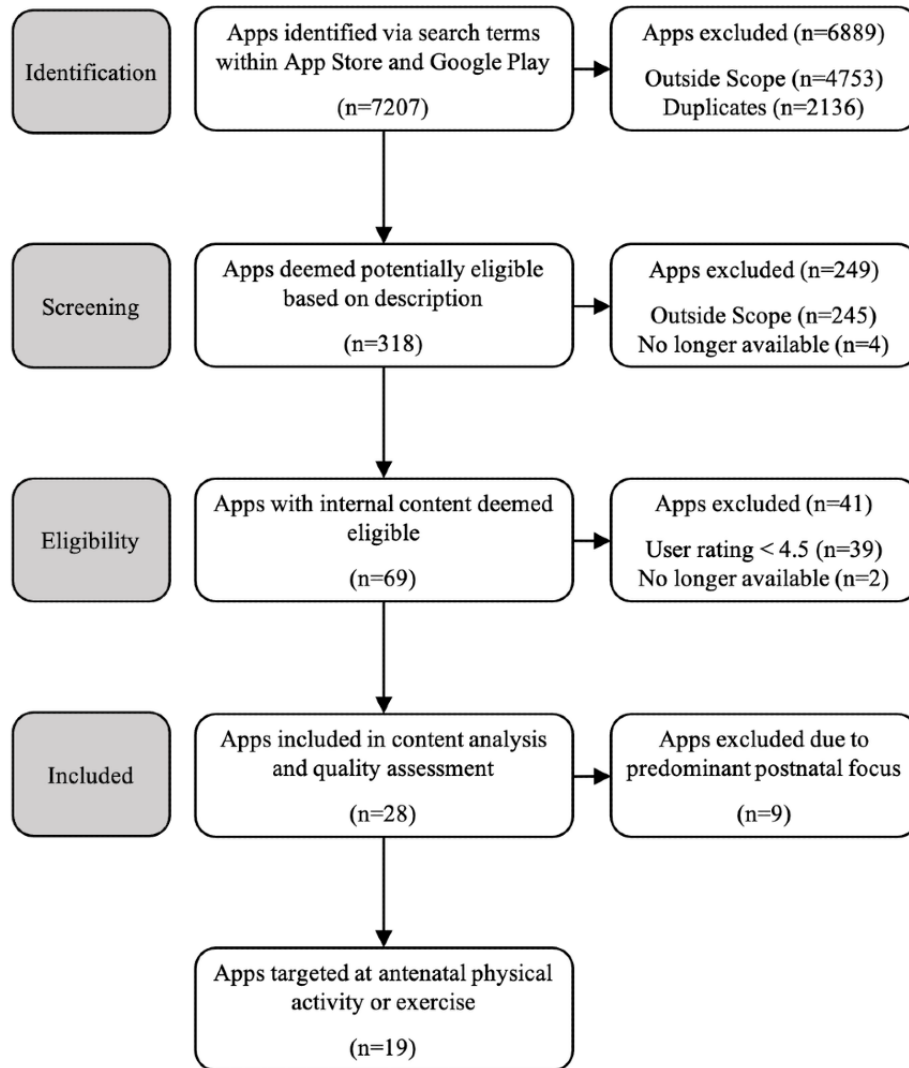 Identification
Apps identified via search terms
within App Store and Google Play
(n=7207)
Apps excluded (n=6889)
Outside Scope (n=4753)
Duplicates (n=2136)
Screening
Apps deemed potentially eligible
based on description
(n=318)
Apps excluded (n=249)
Outside Scope (n=245)
No longer available (n=4)
Eligibility
Apps with internal content deemed
eligible
(n=69)
Apps excluded (n=41)
User rating < 4.5 (n=39)
No longer available (n=2)
Included
Apps included in content analysis
and quality assessment
(n=28)
Apps excluded due to
predominant postnatal focus
(n=9)
Apps targeted at antenatal physical
activity or exercise
(n=19)